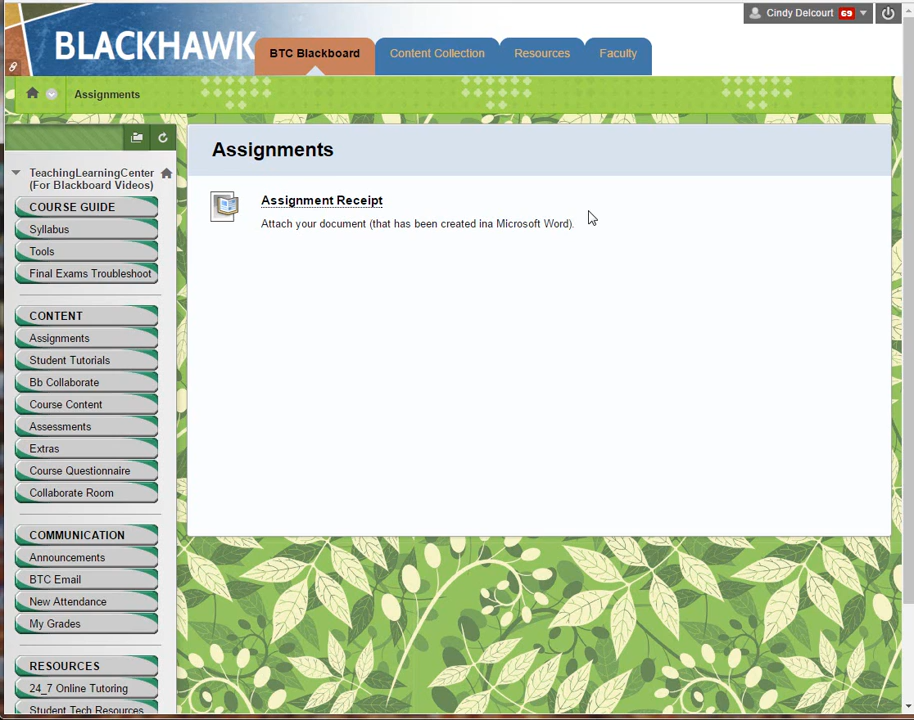 Cindy Delcourt 69
BLACKHAWK
BTC Blackboard Content Collection Resources Faculty
Assignments
TeachingLearningCenter
(For Blackboard Videos)
COURSE GUIDE
Syllabus
Tools
Final Exams Troubleshoot
CONTENT
Assignments
Student Tutorials
Bb Collaborate
Course Content
Assessments
Extras
Course Questionnaire
Collaborate Room
COMMUNICATION
Announcements
BTC Email
New Attendance
My Grades
RESOURCES
24_7 Online Tutoring
Student Tech Resources
Assignments
Assignment Receipt
Attach your document (that has been created ina Microsoft Word).